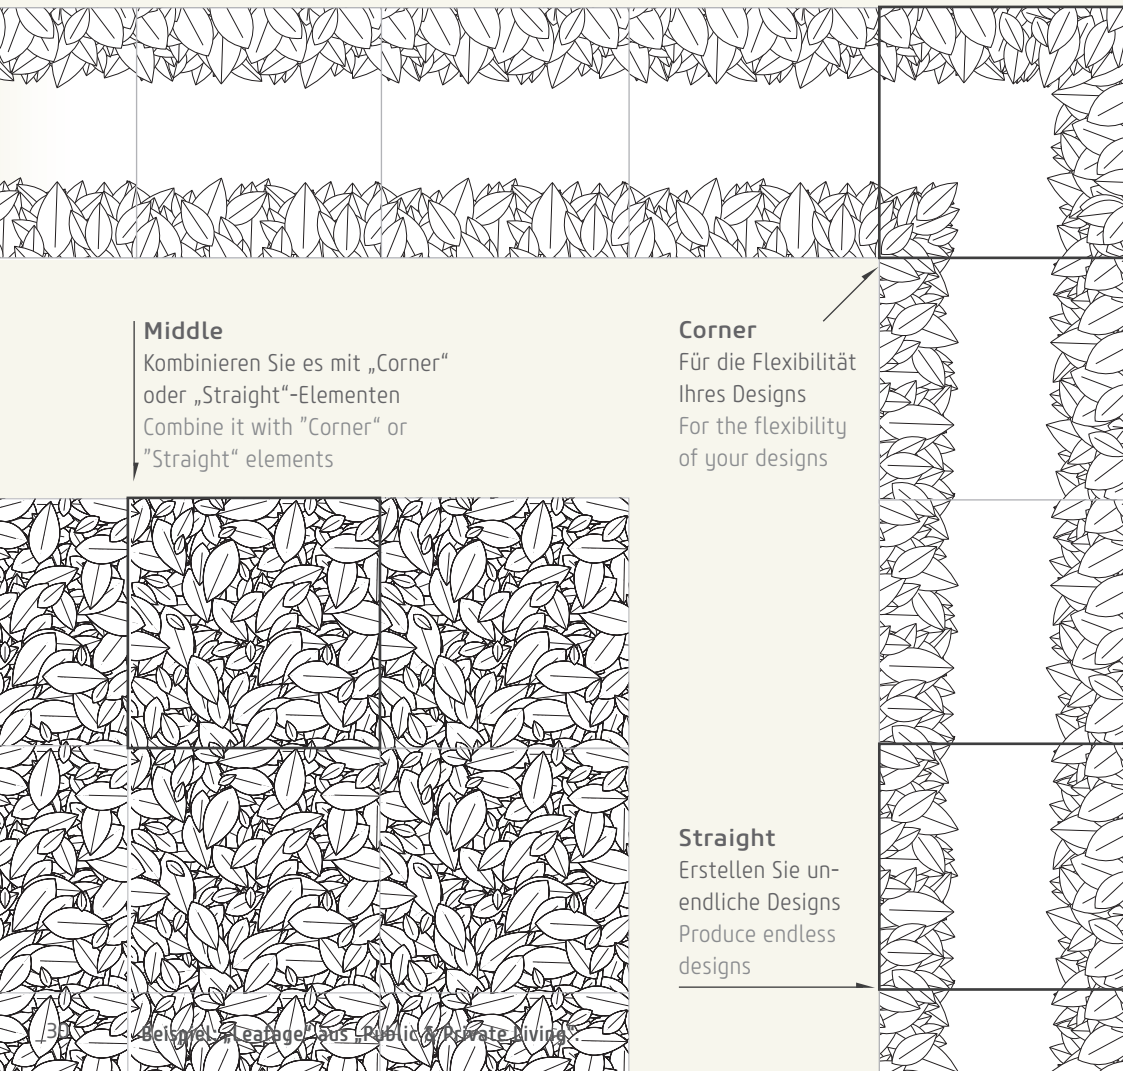 Middle
Kombinieren Sie es mit „Corner“
oder „Straight“-Elementen
Combine it with ”Corner“ or
”Straight“ elements
Corner
Für die Flexibilität
Ihres Designs
For the flexibility
of your designs
Straight
Erstellen Sie un-
endliche Designs
Produce endless
designs
Beispiel: „Leafage“ aus „Public & Private Living“.